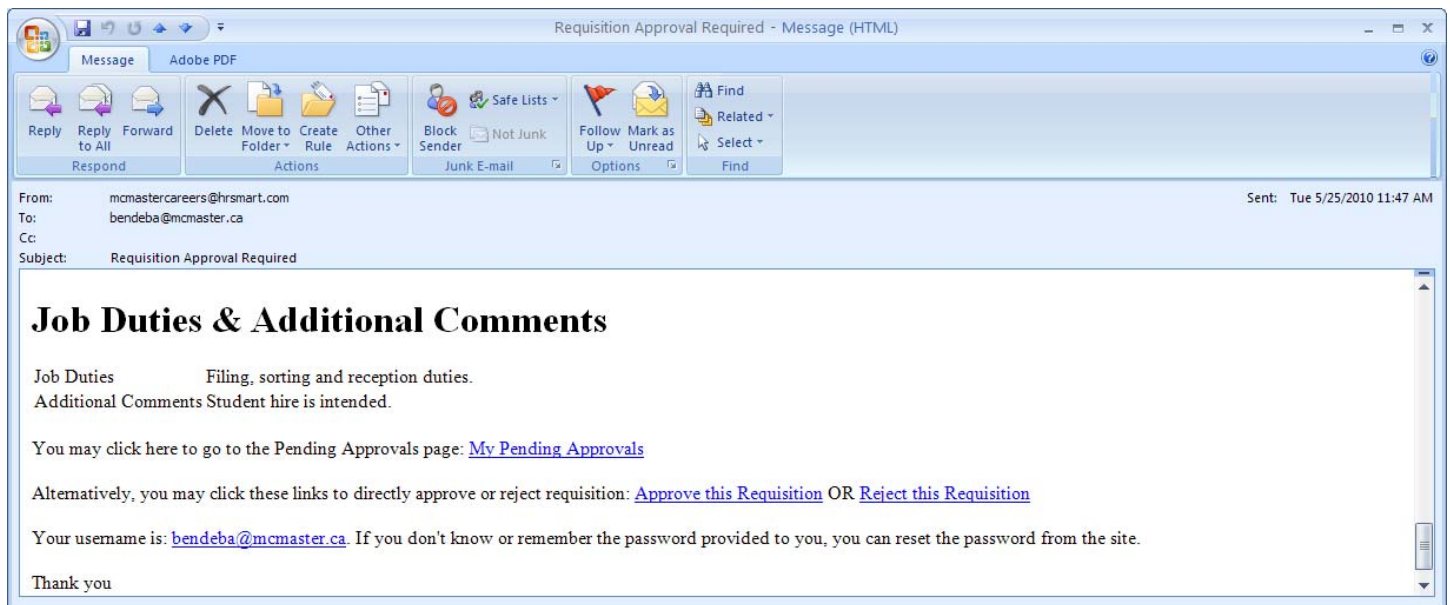 Requisition Approval Required - Message (HTML)
Message Adobe PDF
Reply Reply to All Forward
Respond
Delete Move to Folder Create Rule Other Actions
Actions
Block Sender Safe Lists Not Junk
Junk E-mail
Follow Up Mark as Unread
Options
Find
Related
Select
Find
From: mcmastercareers@hrsmart.com Sent: Tue 5/25/2010 11:47 AM
To: bendeba@mcmaster.ca
Cc:
Subject: Requisition Approval Required
Job Duties & Additional Comments
Job Duties Filing, sorting and reception duties.
Additional Comments Student hire is intended.
You may click here to go to the Pending Approvals page: My Pending Approvals
Alternatively, you may click these links to directly approve or reject requisition: Approve this Requisition OR Reject this Requisition
Your username is: bendeba@mcmaster.ca. If you don't know or remember the password provided to you, you can reset the password from the site.
Thank you